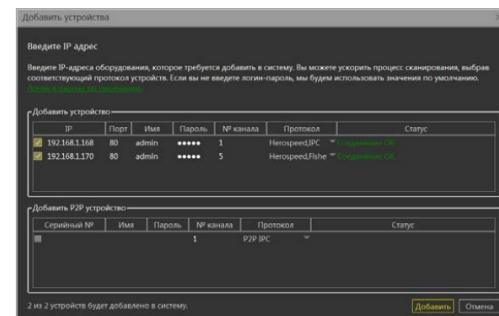 Добавить устройства
Введите IP адрес
Введите IP-адреса оборудования, которое требуется добавить в систему. Вы можете ускорить процесс сканирования, выбрав
соответствующий протокол устройств. Если вы не введете логин-пароль, мы будем использовать значения по умолчанию.
Добавить устройство
IP Порт Имя Пароль № канала Протокол Статус
192.168.1.168 80 admin ●●●●● 1 Herospeed,IPC Соединение ОК
192.168.1.170 80 admin ●●●●● 5 Herospeed,Fishe Соединение ОК
Добавить P2P устройство
Серийный № Имя Пароль № канала Протокол Статус
1 P2P IPC
2 из 2 устройств будет добавлено в систему.
Добавить Отмена